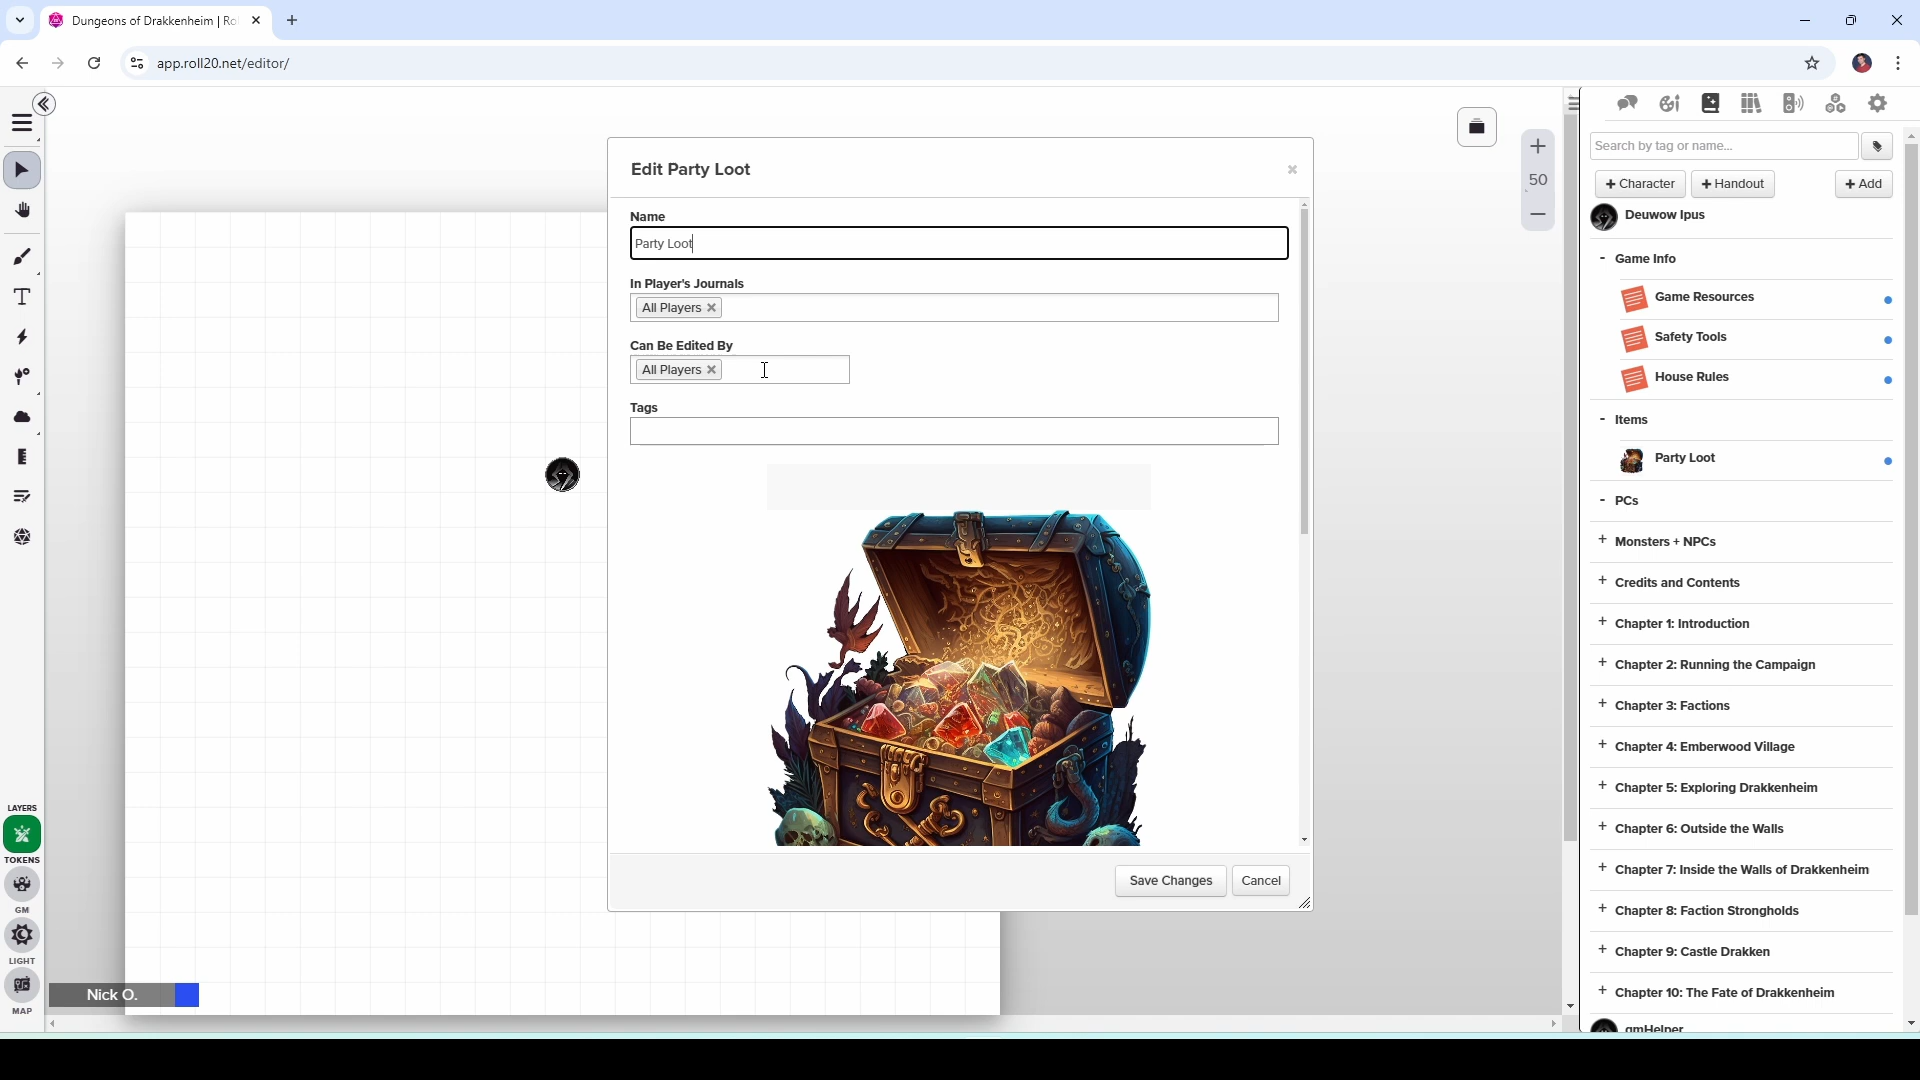 Dungeons of Drakkenheim | Ro
app.roll20.net/editor/
50
Search by tag or name...
+ Character
+ Handout
+ Add
Deuwow Ipus
- Game Info
Game Resources
Safety Tools
House Rules
- Items
Party Loot
- PCs
+ Monsters + NPCs
+ Credits and Contents
+ Chapter 1: Introduction
+ Chapter 2: Running the Campaign
+ Chapter 3: Factions
+ Chapter 4: Emberwood Village
+ Chapter 5: Exploring Drakkenheim
+ Chapter 6: Outside the Walls
+ Chapter 7: Inside the Walls of Drakkenheim
+ Chapter 8: Faction Strongholds
+ Chapter 9: Castle Drakken
+ Chapter 10: The Fate of Drakkenheim
gmHelper
Edit Party Loot
Name
Party Loot
In Player's Journals
All Players
Can Be Edited By
All Players
Tags
Save Changes
Cancel
LAYERS
TOKENS
GM
LIGHT
MAP
Nick O.